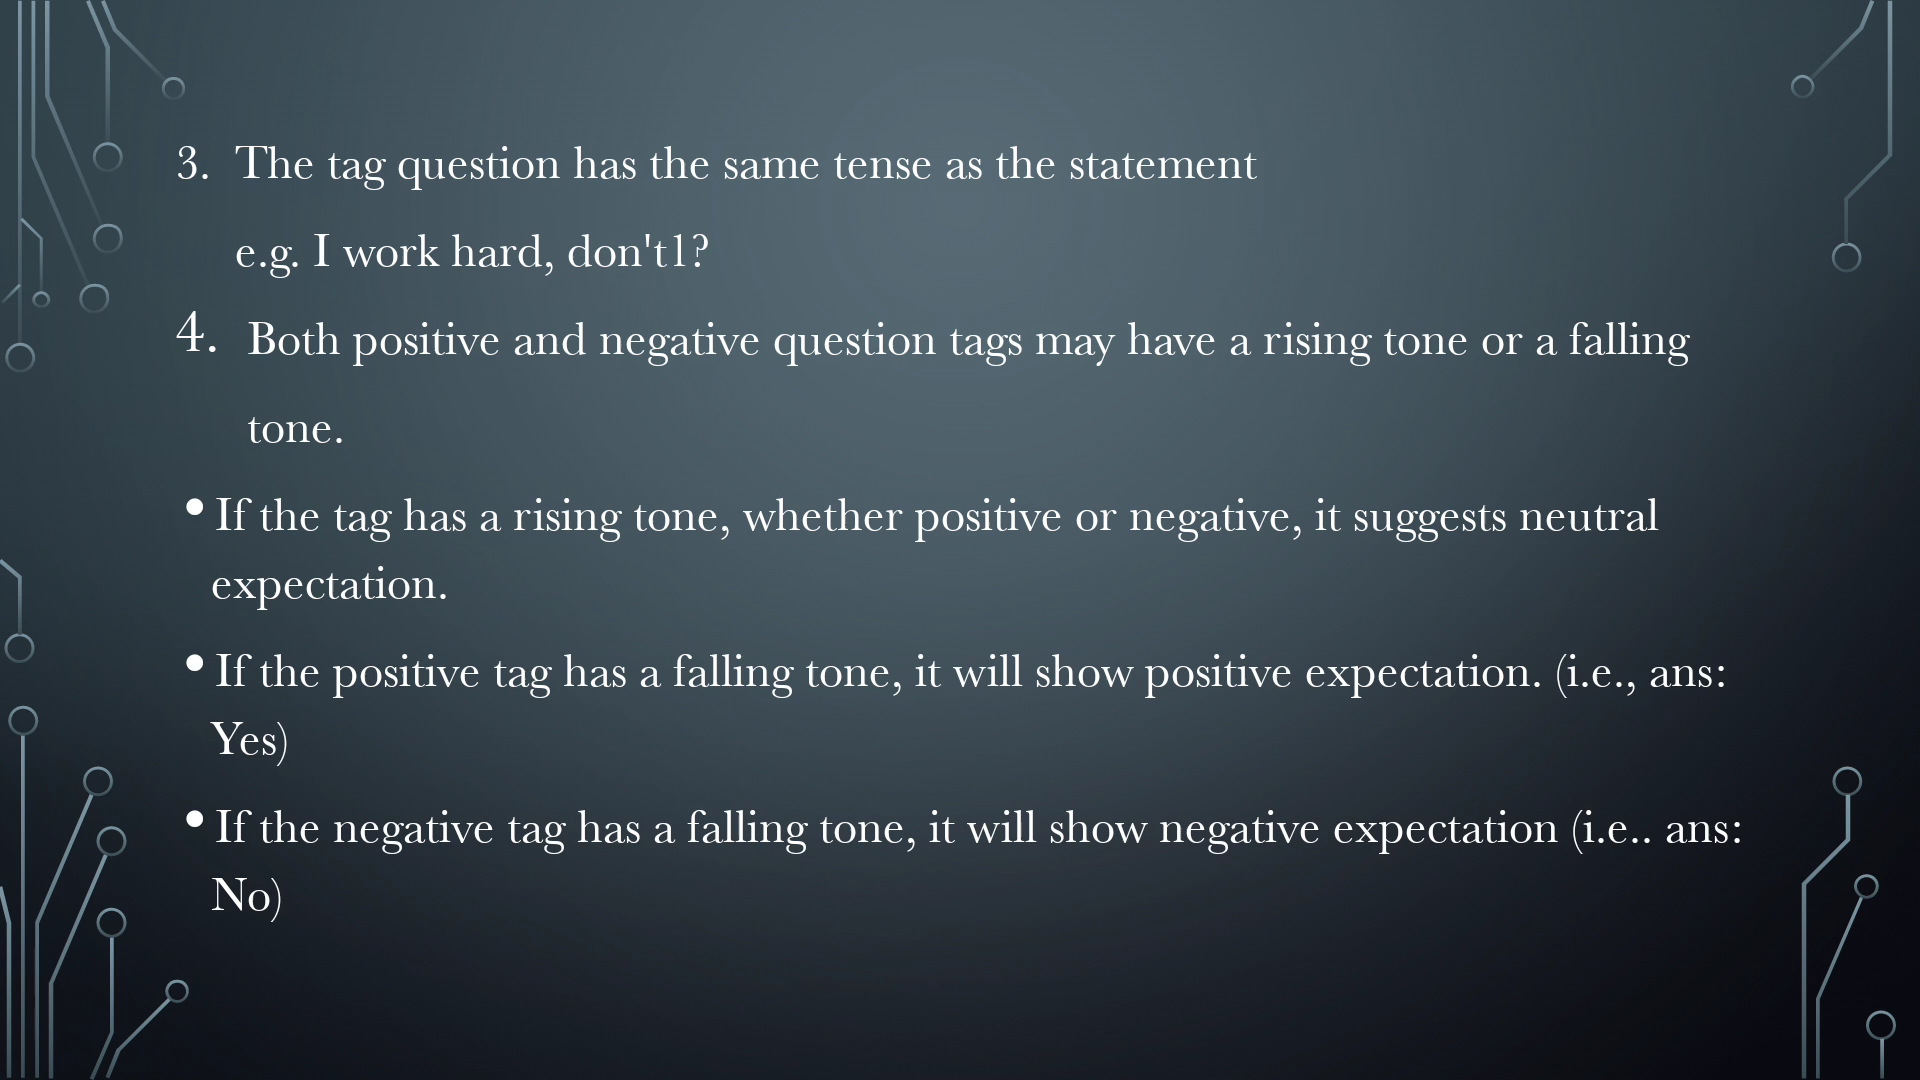 3. The tag question has the same tense as the statement
e.g. I work hard, don't1?
4. Both positive and negative question tags may have a rising tone or a falling
tone.
• If the tag has a rising tone, whether positive or negative, it suggests neutral
expectation.
• If the positive tag has a falling tone, it will show positive expectation. (i.e., ans:
Yes)
• If the negative tag has a falling tone, it will show negative expectation (i.e.. ans:
No)